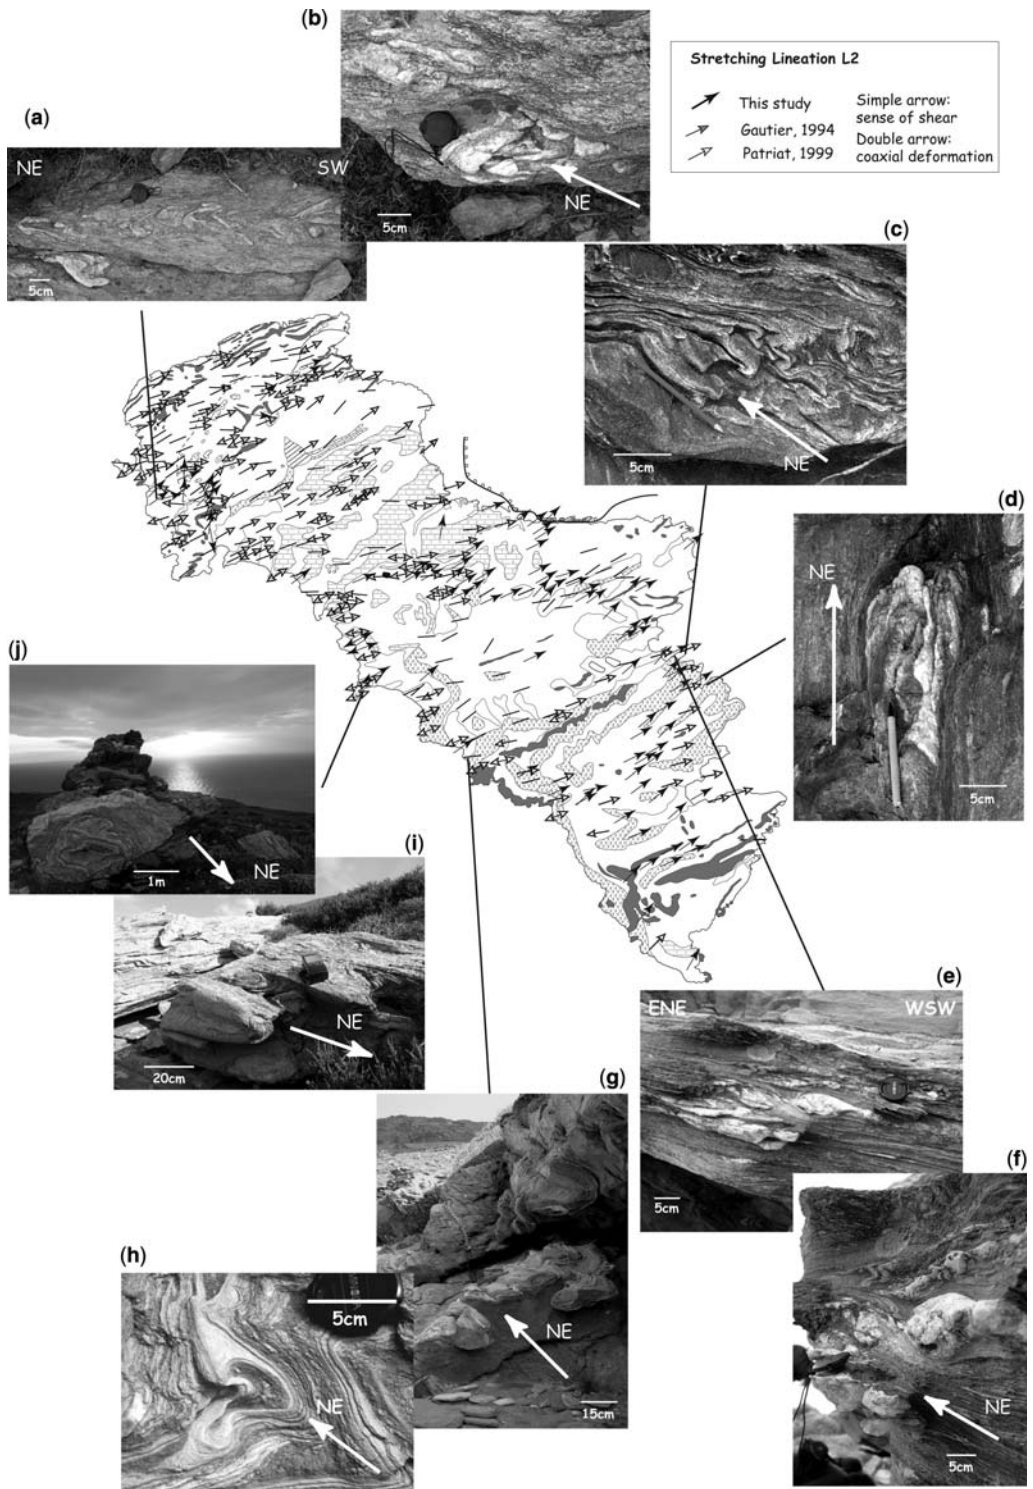 (b)
Stretching Lineation L2
This study
Simple arrow:
sense of shear
Gautier, 1994
Patriat, 1999
Double arrow:
coaxial deformation
NE
5cm
(a)
NE
SW
5cm
(c)
5cm
NE
(d)
NE
5cm
(j)
NE
1m
(i)
NE
20cm
(e)
ENE
WSW
5cm
(g)
NE
15cm
(f)
NE
5cm
(h)
5cm
NE